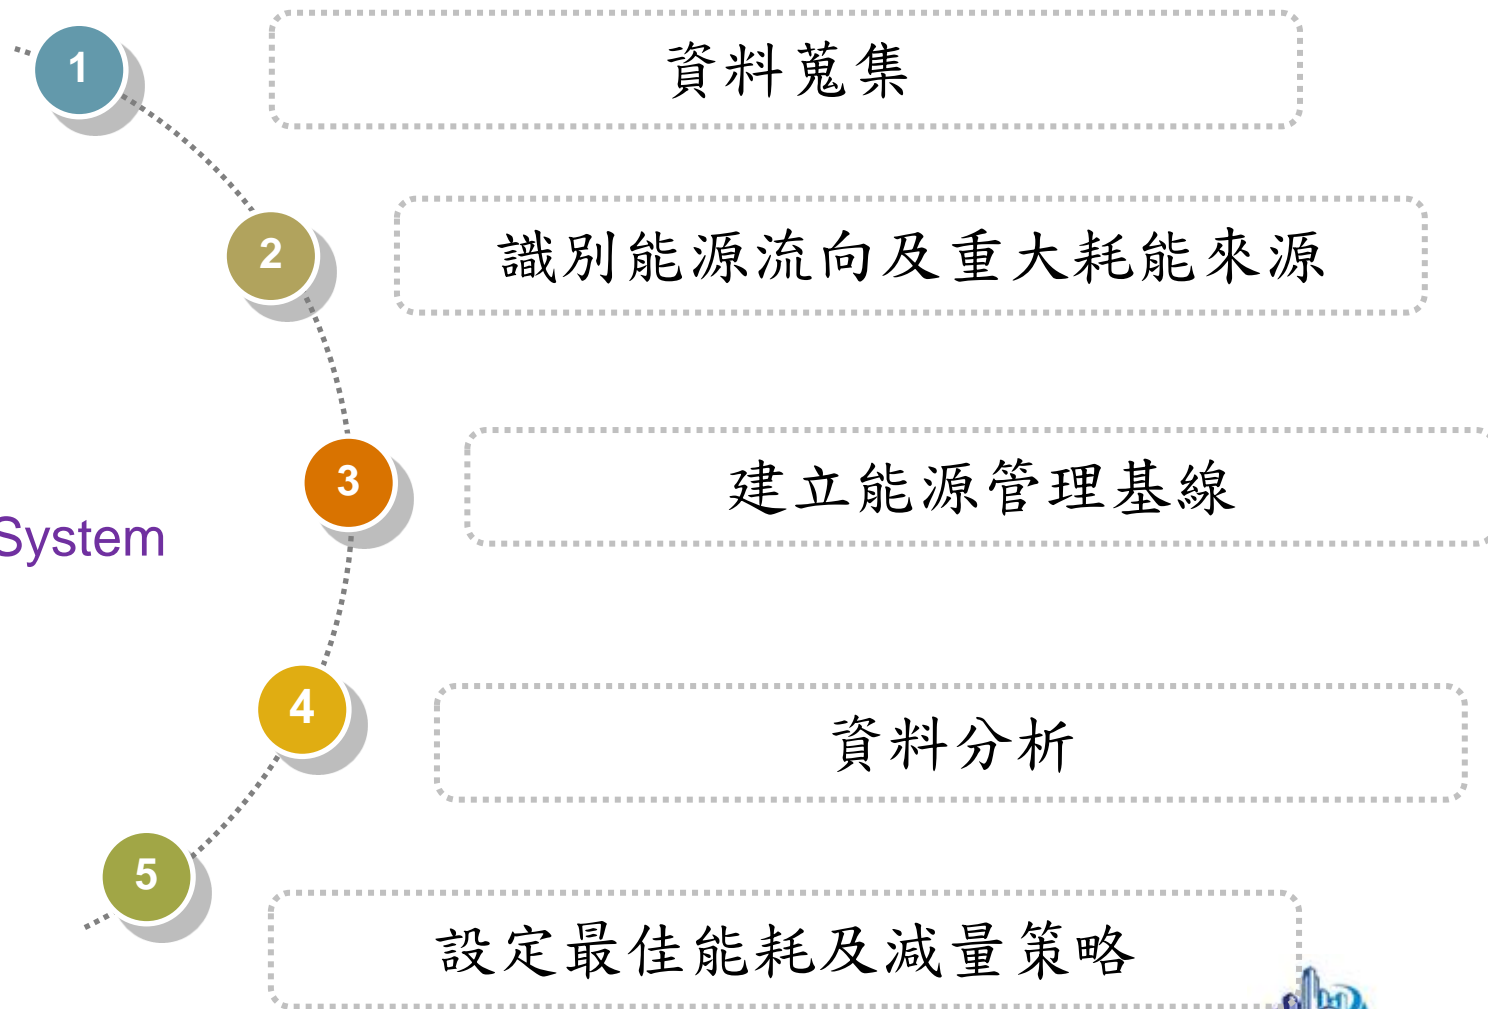 1
資料蒐集
2
識別能源流向及重大耗能來源
3
建立能源管理基線
System
4
資料分析
5
設定最佳能耗及減量策略